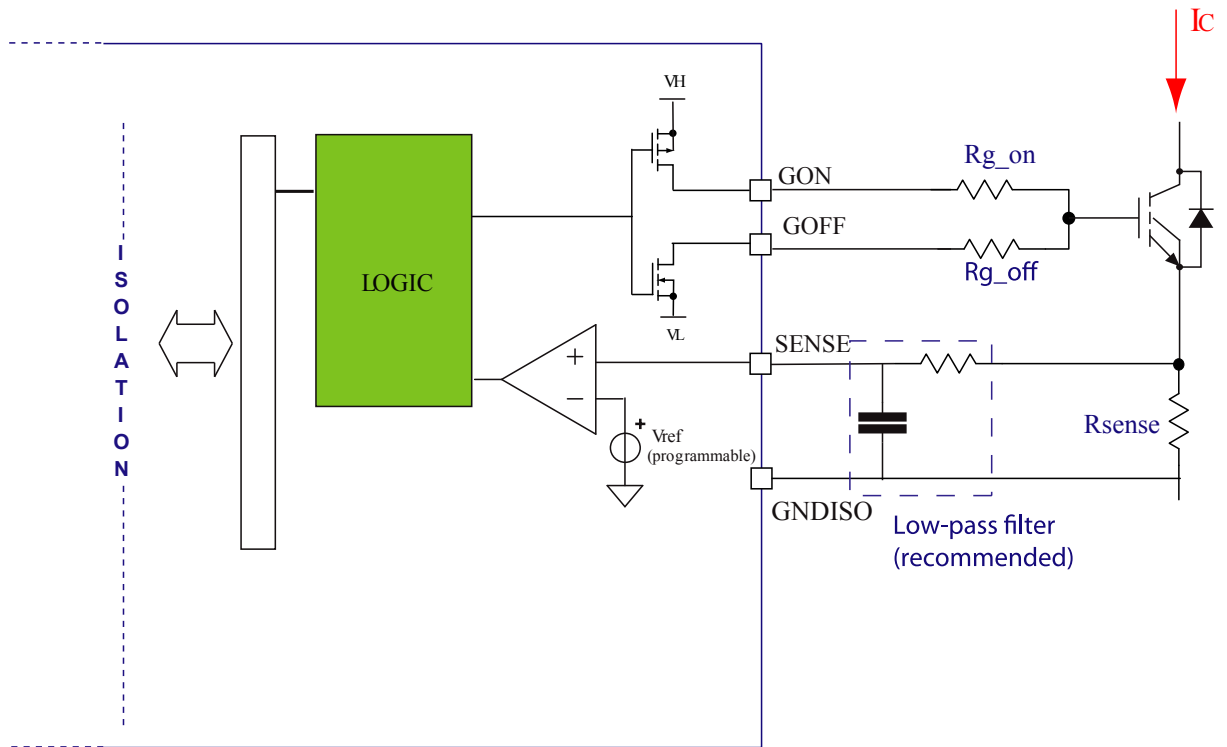 IC
VH
Rg_on
GON
GOFF
Rg_off
ISOLATION
LOGIC
VL
SENSE
+
−
+
Vref
(programmable)
Rsense
GNDISO
Low-pass filter
(recommended)